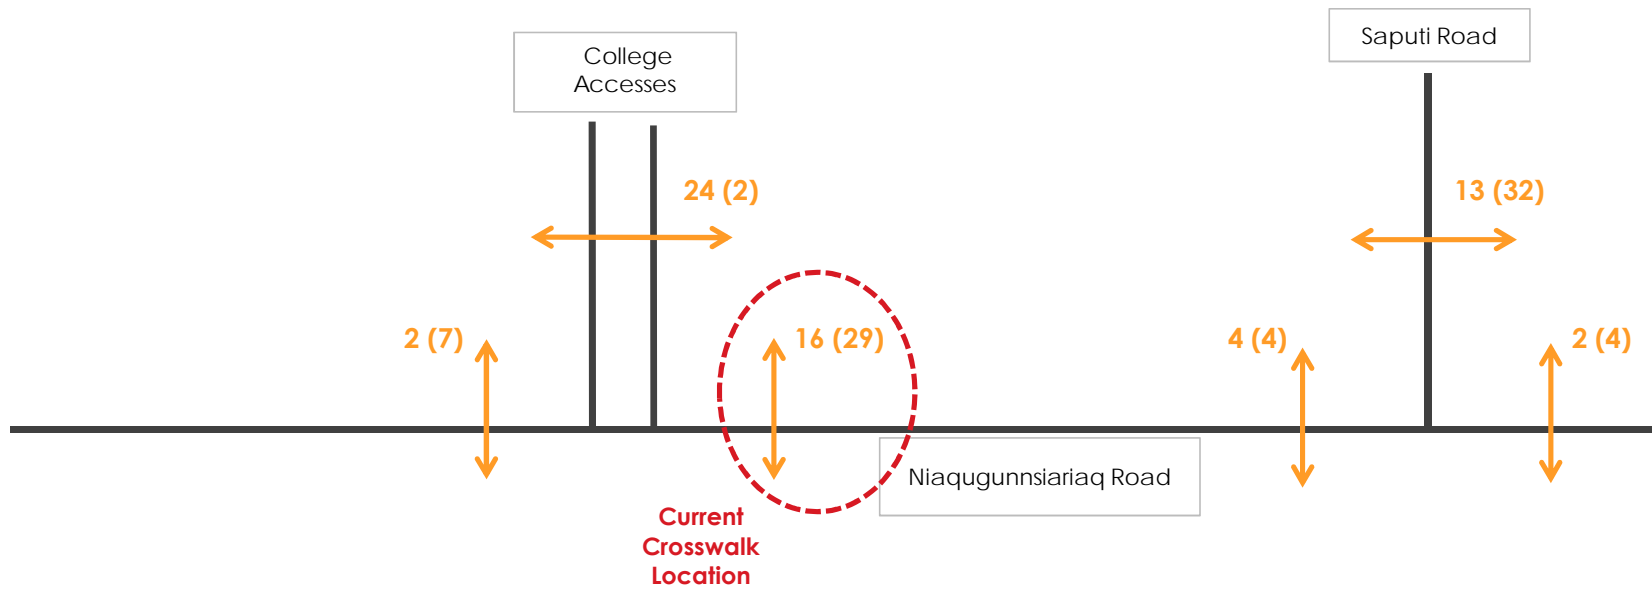 College
Accesses
Saputi Road
24 (2)
13 (32)
2 (7)
16 (29)
4 (4)
2 (4)
Niaqugunnsiariaq Road
Current
Crosswalk
Location